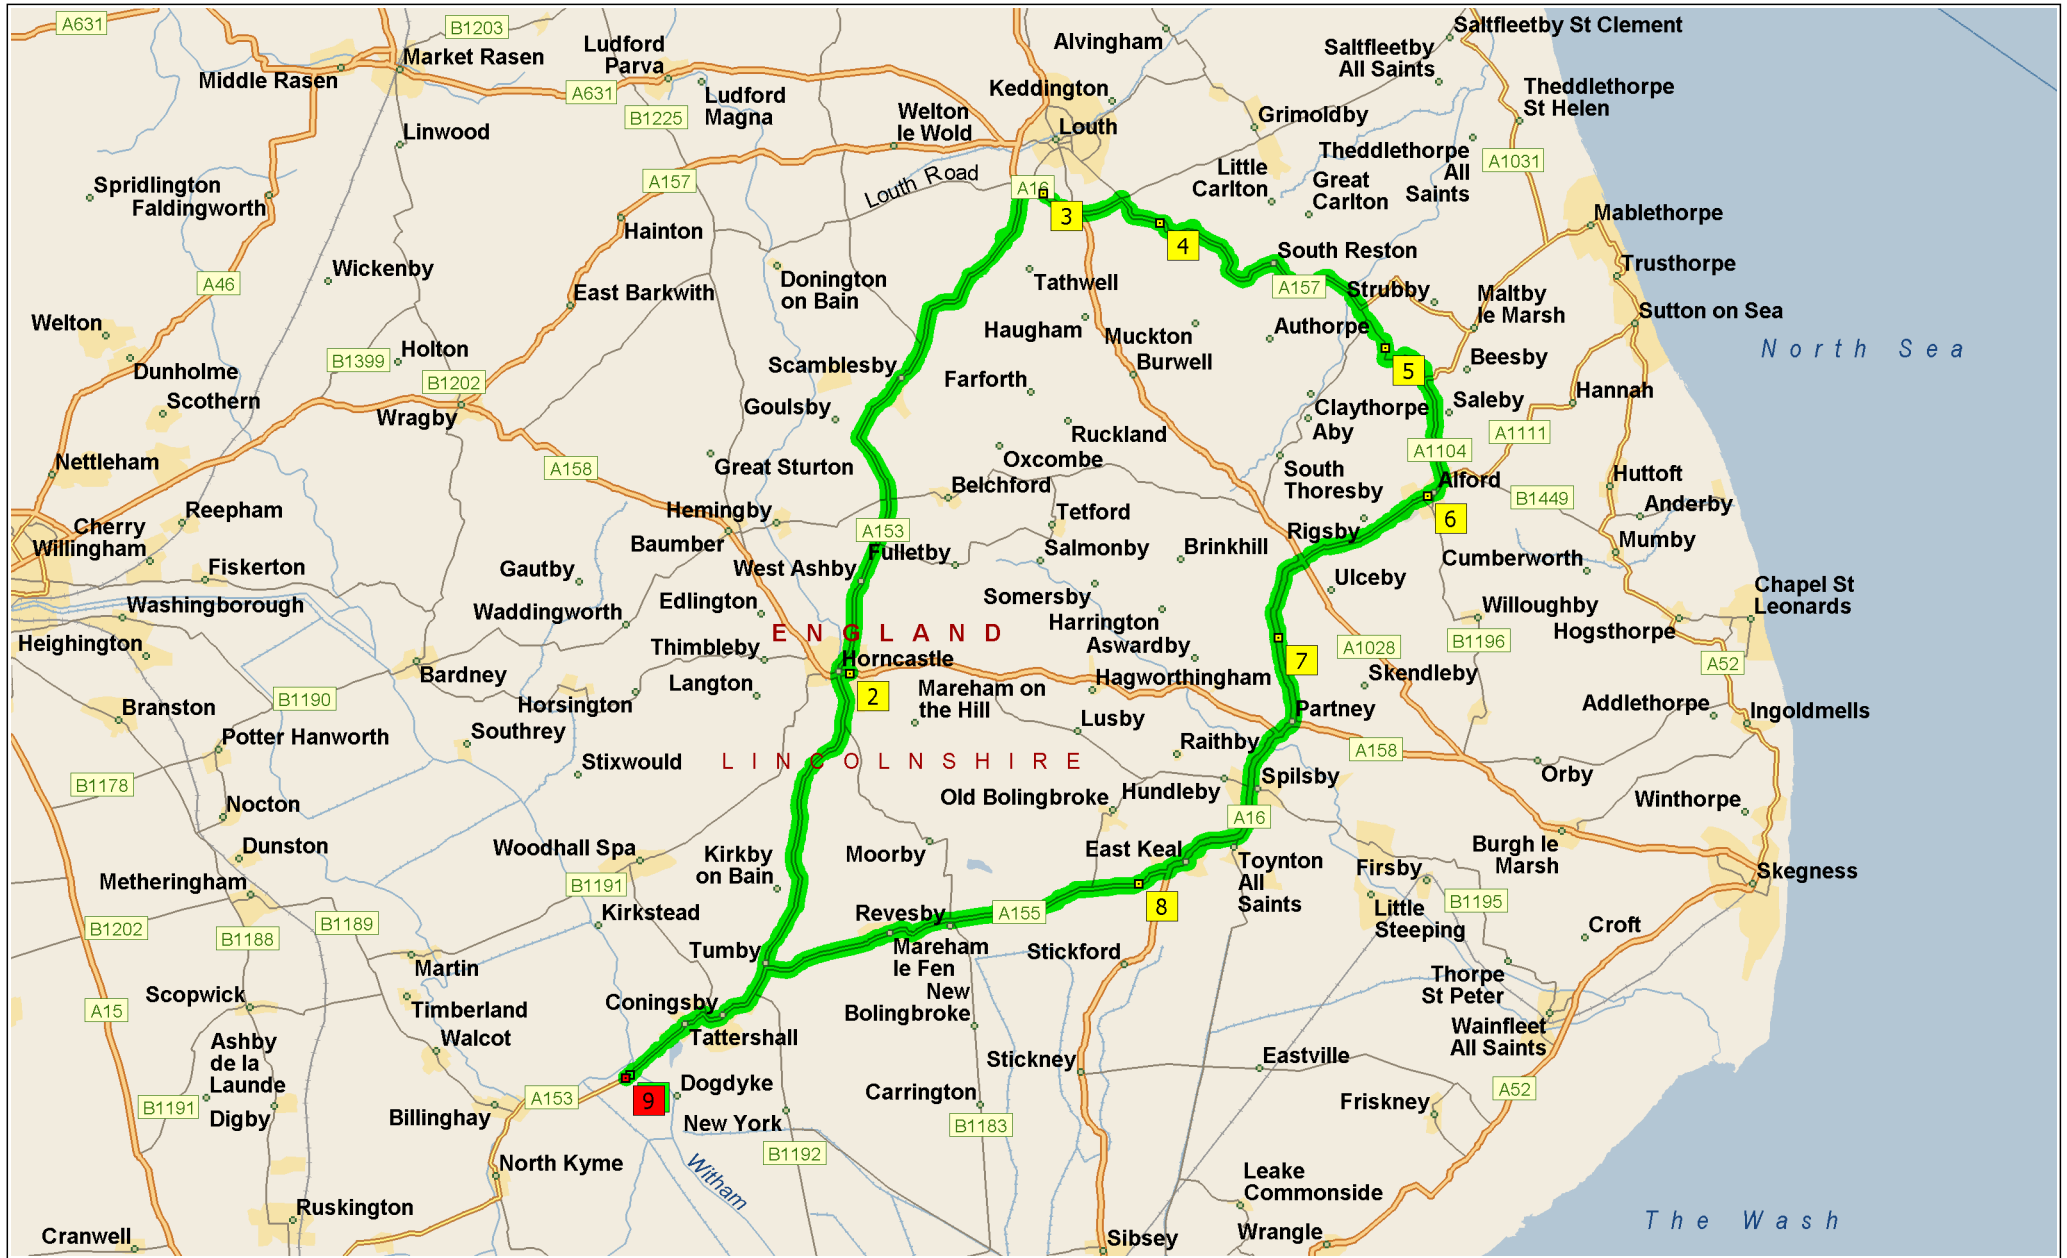 A631
B1203
Saltfleetby St Clement
Alvingham
Ludford
Parva
Saltfleetby
All Saints
Market Rasen
Middle Rasen
A631
Ludford
Magna
Keddington
Theddlethorpe
St Helen
B1225
Welton
le Wold
Louth
Grimoldby
Linwood
Theddlethorpe
All
Saints
A1031
Little
Carlton
Great
Carlton
Spridlington
Faldingworth
A157
Louth Road
A16
3
Mablethorpe
Hainton
4
South Reston
Wickenby
Donington
on Bain
Tathwell
Trusthorpe
A46
East Barkwith
A157
Strubby
Maltby
le Marsh
Sutton on Sea
Welton
Haugham
Muckton
Authorpe
North Sea
B1399
Holton
Scamblesby
Burwell
5
Beesby
Dunholme
B1202
Farforth
Hannah
Scothern
Wragby
Goulsby
Claythorpe
Aby
Saleby
Ruckland
A1111
Nettleham
A158
Great Sturton
Oxcombe
A1104
South
Thoresby
Alford
Huttoft
Belchford
B1449
Anderby
Reepham
Hemingby
Tetford
6
Cherry
Willingham
Baumber
A153
Fulletby
Salmonby
Brinkhill
Rigsby
Mumby
Fiskerton
Gautby
West Ashby
Cumberworth
Ulceby
Chapel St
Leonards
Washingborough
Waddingworth
Edlington
Somersby
Willoughby
Harrington
Hogsthorpe
Heighington
ENGLAND
Thimbleby
Aswardby
A1028
B1196
Horncastle
7
A52
Bardney
Langton
2
Mareham on
the Hill
Hagworthingham
Skendleby
B1190
Horsington
Addlethorpe
Ingoldmells
Branston
Lusby
Partney
Potter Hanworth
Southrey
Raithby
A158
Stixwould
LINCOLNSHIRE
Spilsby
Orby
B1178
Old Bolingbroke
Hundleby
Winthorpe
Nocton
A16
Dunston
Woodhall Spa
Kirkby
on Bain
Moorby
East Keal
Toynton
All
Saints
Firsby
Burgh le
Marsh
Skegness
Metheringham
B1191
8
Little
Steeping
B1195
Kirkstead
Revesby
A155
B1202
B1188
B1189
Croft
Tumby
Mareham
le Fen
Stickford
Martin
Thorpe
St Peter
Scopwick
Coningsby
New
Bolingbroke
A15
Timberland
Walcot
Tattershall
Wainfleet
All Saints
Ashby
de la
Launde
Stickney
Eastville
Dogdyke
Carrington
A52
B1191
Digby
Billinghay
A153
9
New York
Friskney
B1183
B1192
North Kyme
Witham
Leake
Commonside
Ruskington
The Wash
Cranwell
Sibsey
Wrangle